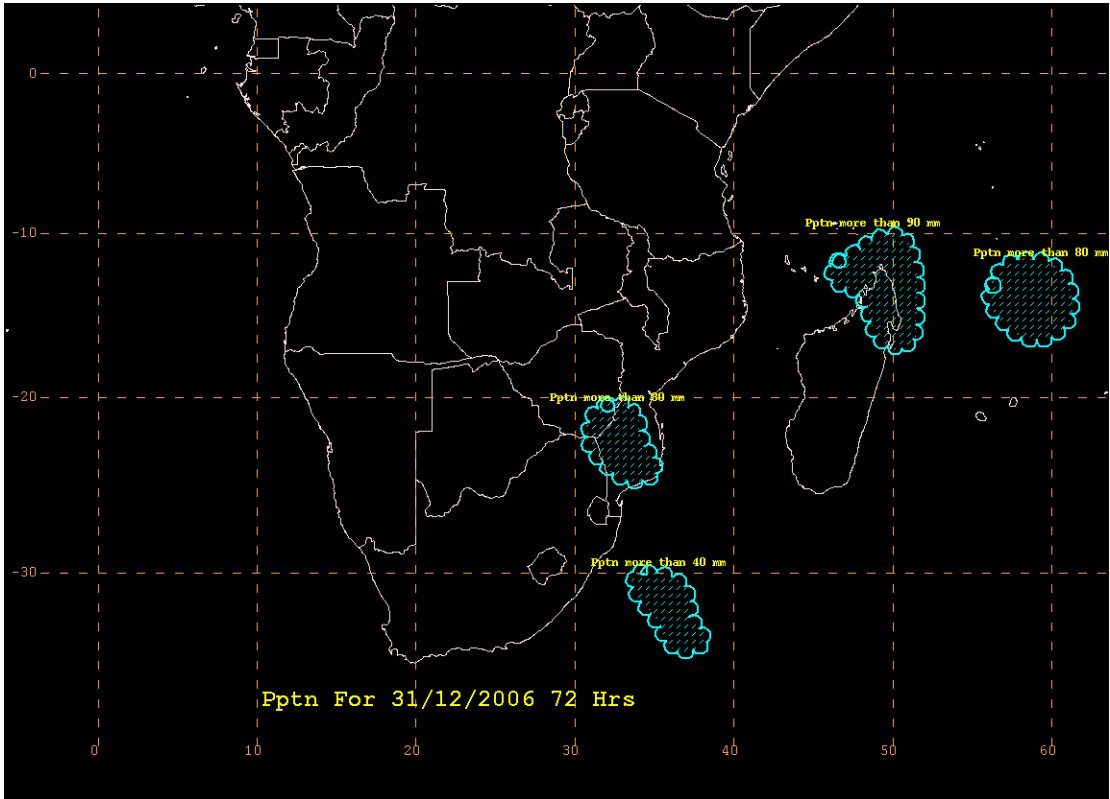 0
-10
Pptn more than 90 mm
Pptn more than 80 mm
-20
Pptn more than 80 mm
-30
Pptn more than 40 mm
Pptn For 31/12/2006 72 Hrs
0 10 20 30 40 50 60